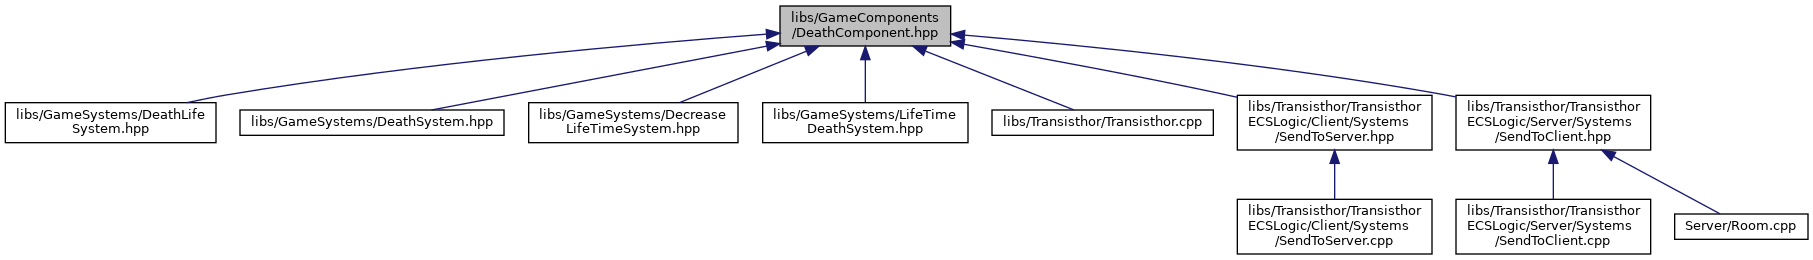 libs/GameComponents
/DeathComponent.hpp
libs/GameSystems/DeathLife
System.hpp
libs/GameSystems/DeathSystem.hpp
libs/GameSystems/Decrease
LifeTimeSystem.hpp
libs/GameSystems/LifeTime
DeathSystem.hpp
libs/Transisthor/Transisthor.cpp
libs/Transisthor/Transisthor
ECSLogic/Client/Systems
/SendToServer.hpp
libs/Transisthor/Transisthor
ECSLogic/Server/Systems
/SendToClient.hpp
libs/Transisthor/Transisthor
ECSLogic/Client/Systems
/SendToServer.cpp
libs/Transisthor/Transisthor
ECSLogic/Server/Systems
/SendToClient.cpp
Server/Room.cpp